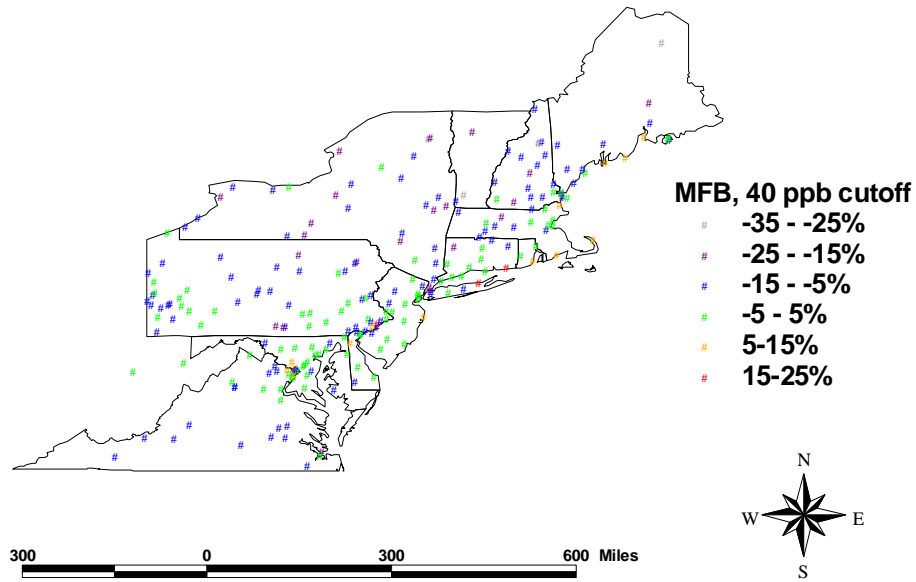 MFB, 40 ppb cutoff
# -35 - -25%
# -25 - -15%
# -15 - -5%
# -5 - 5%
# 5-15%
# 15-25%
N
W E
S
300 0 300 600 Miles